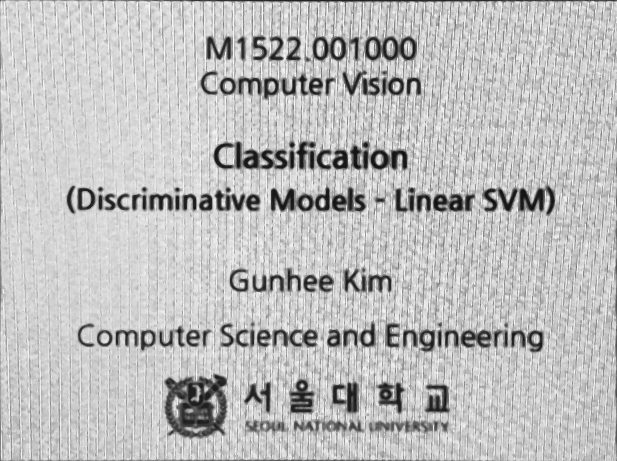 M1522.001000
Computer Vision
Classification
(Discriminative Models - Linear SVM)
Gunhee Kim
Computer Science and Engineering
서울대학교
SEOUL NATIONAL UNIVERSITY